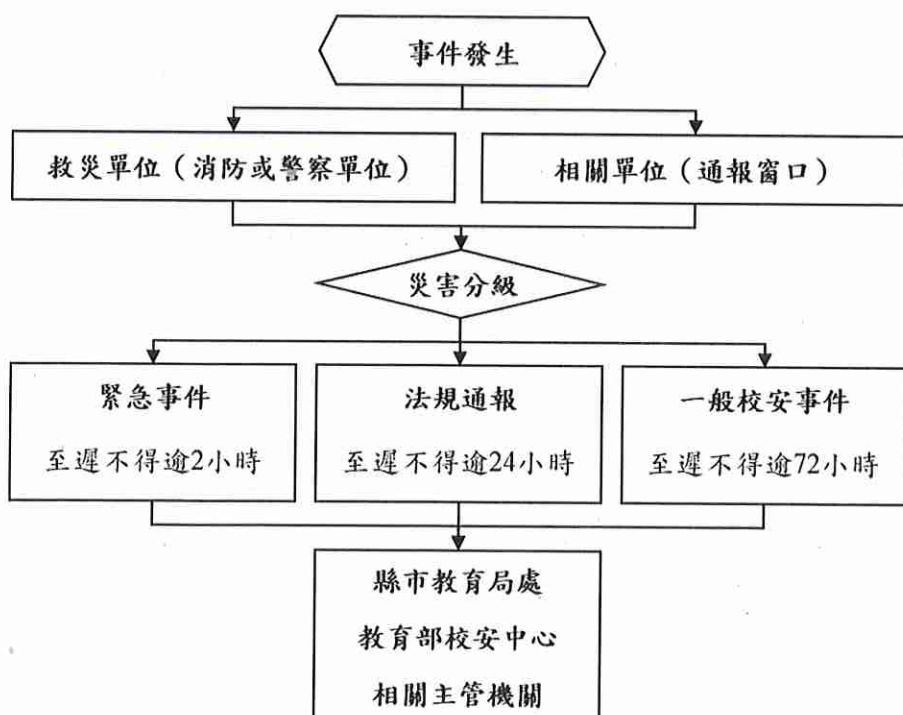 事件發生
救災單位（消防或警察單位）
相關單位（通報窗口）
災害分級
緊急事件
至遲不得逾2小時
法規通報
至遲不得逾24小時
一般校安事件
至遲不得逾72小時
縣市教育局處
教育部校安中心
相關主管機關